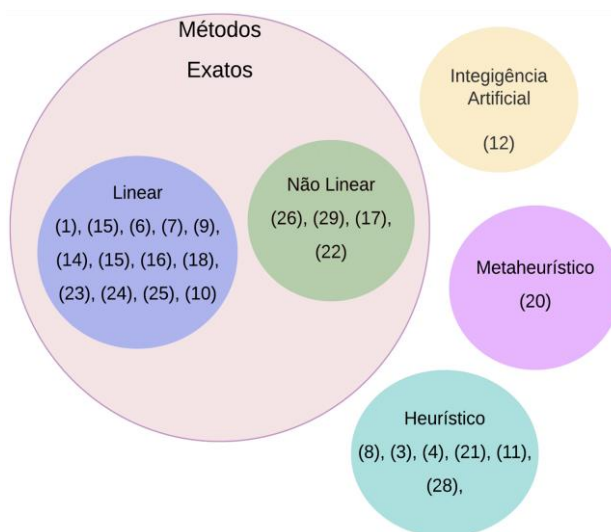 Métodos
Exatos
Linear
(1), (15), (6), (7), (9),
(14), (15), (16), (18),
(23), (24), (25), (10)
Não Linear
(26), (29), (17),
(22)
Integigência
Artificial
(12)
Metaheurístico
(20)
Heurístico
(8), (3), (4), (21), (11),
(28),